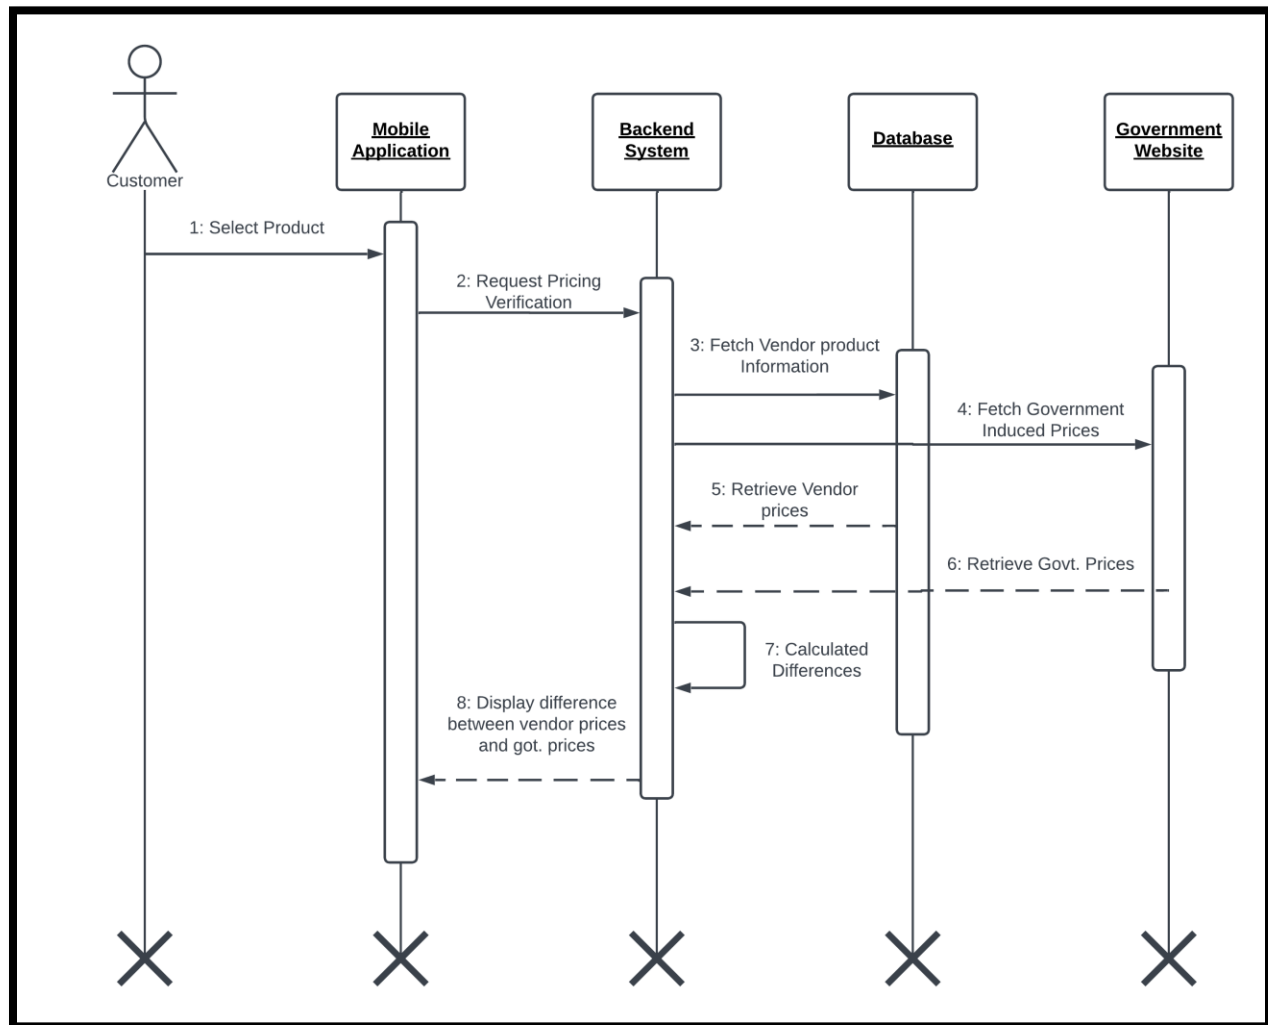 Customer
Mobile
Application
Backend
System
Database
Government
Website
1: Select Product
2: Request Pricing
Verification
3: Fetch Vendor product
Information
4: Fetch Government
Induced Prices
5: Retrieve Vendor
prices
6: Retrieve Govt. Prices
7: Calculated
Differences
8: Display difference
between vendor prices
and got. prices